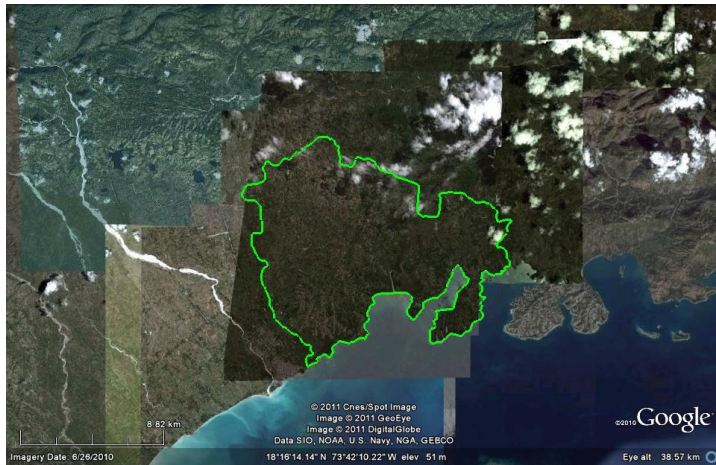 © 2011 Cnes/Spot Image
Image © 2011 GeoEye
Image © 2011 DigitalGlobe
Data SIO, NOAA, U.S. Navy, NGA, GEBCO
8.82 km
©2010 Google
Imagery Date: 6/26/2010
18°16'14.14" N 73°42'10.22" W elev 51 m
Eye alt 38.57 km